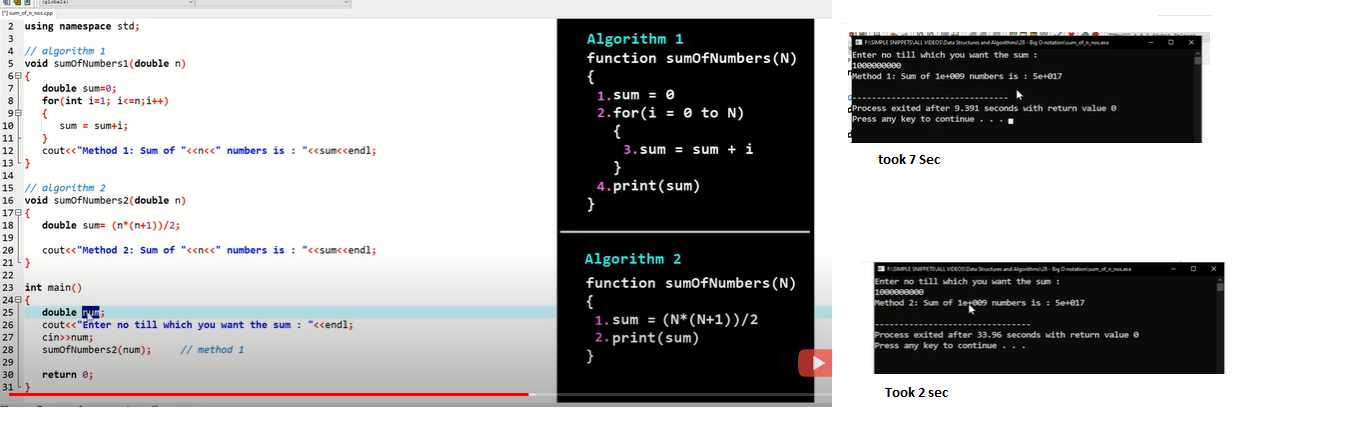 (globals)
[*] sum_of_n_nos.cpp
2 using namespace std;
3
4 // algorithm 1
5 void sumOfNumbers1(double n)
6 {
7 double sum=0;
8 for(int i=1; i<=n;i++)
9 {
10 sum = sum+i;
11 }
12 cout<<"Method 1: Sum of "<<n<<" numbers is : "<<sum<<endl;
13 }
14
15 // algorithm 2
16 void sumOfNumbers2(double n)
17 {
18 double sum= (n*(n+1))/2;
19
20 cout<<"Method 2: Sum of "<<n<<" numbers is : "<<sum<<endl;
21 }
22
23 int main()
24 {
25 double num;
26 cout<<"Enter no till which you want the sum : "<<endl;
27 cin>>num;
28 sumOfNumbers2(num); // method 1
29
30 return 0;
31 }
Algorithm 1
function sumOfNumbers(N)
{
1.sum = 0
2.for(i = 0 to N)
{
3.sum = sum + i
}
4.print(sum)
}
Algorithm 2
function sumOfNumbers(N)
{
1.sum = (N*(N+1))/2
2.print(sum)
}
F:\SIMPLE SNIPPETS\ALL VIDEOS\Data Structures and Algorithms\28 - Big O notation\sum_of_n_nos.exe
Enter no till which you want the sum :
1000000000
Method 1: Sum of 1e+009 numbers is : 5e+017
--------------------------------
Process exited after 9.391 seconds with return value 0
Press any key to continue . . .
took 7 Sec
F:\SIMPLE SNIPPETS\ALL VIDEOS\Data Structures and Algorithms\28 - Big O notation\sum_of_n_nos.exe
Enter no till which you want the sum :
1000000000
Method 2: Sum of 1e+009 numbers is : 5e+017
--------------------------------
Process exited after 33.96 seconds with return value 0
Press any key to continue . . .
Took 2 sec